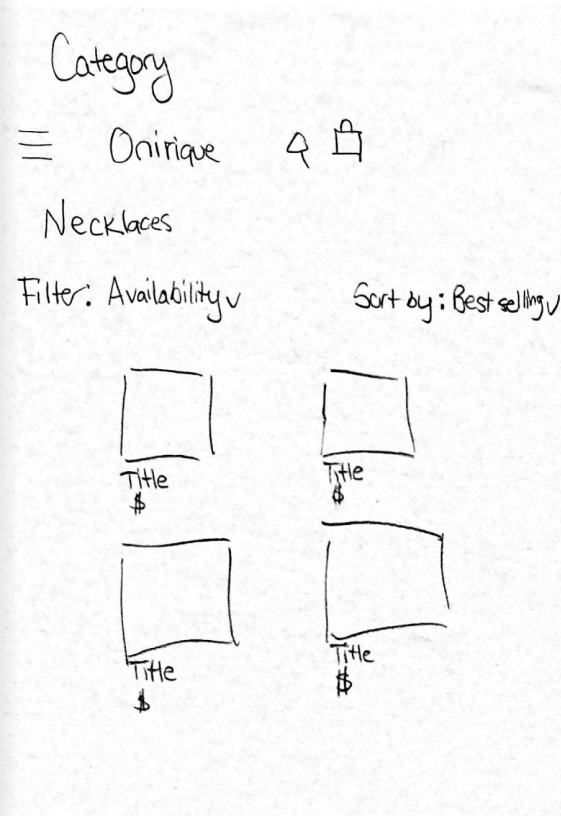 Category
Onirique
Necklaces
Filter: Availability
Sort by: Best selling
Title
$
Title
$
Title
$
Title
$